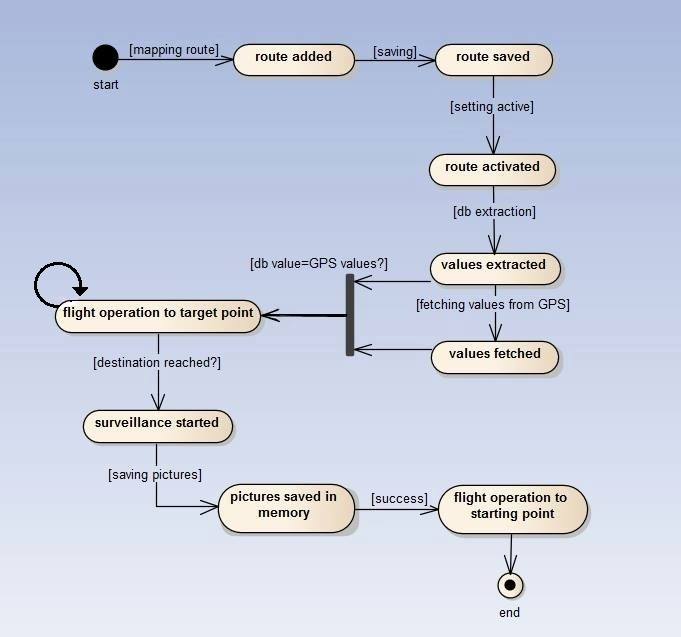 [mapping route]
route added
[saving]
route saved
start
[setting active]
route activated
[db extraction]
values extracted
[db value=GPS values?]
[fetching values from GPS]
flight operation to target point
values fetched
[destination reached?]
surveillance started
[saving pictures]
pictures saved in
memory
[success]
flight operation to
starting point
end